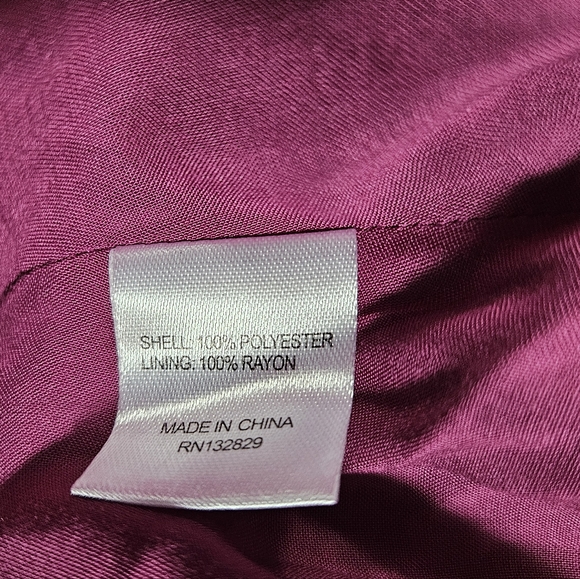 SHELL: 100% POLYESTER
LINING: 100% RAYON
MADE IN CHINA
RN132829